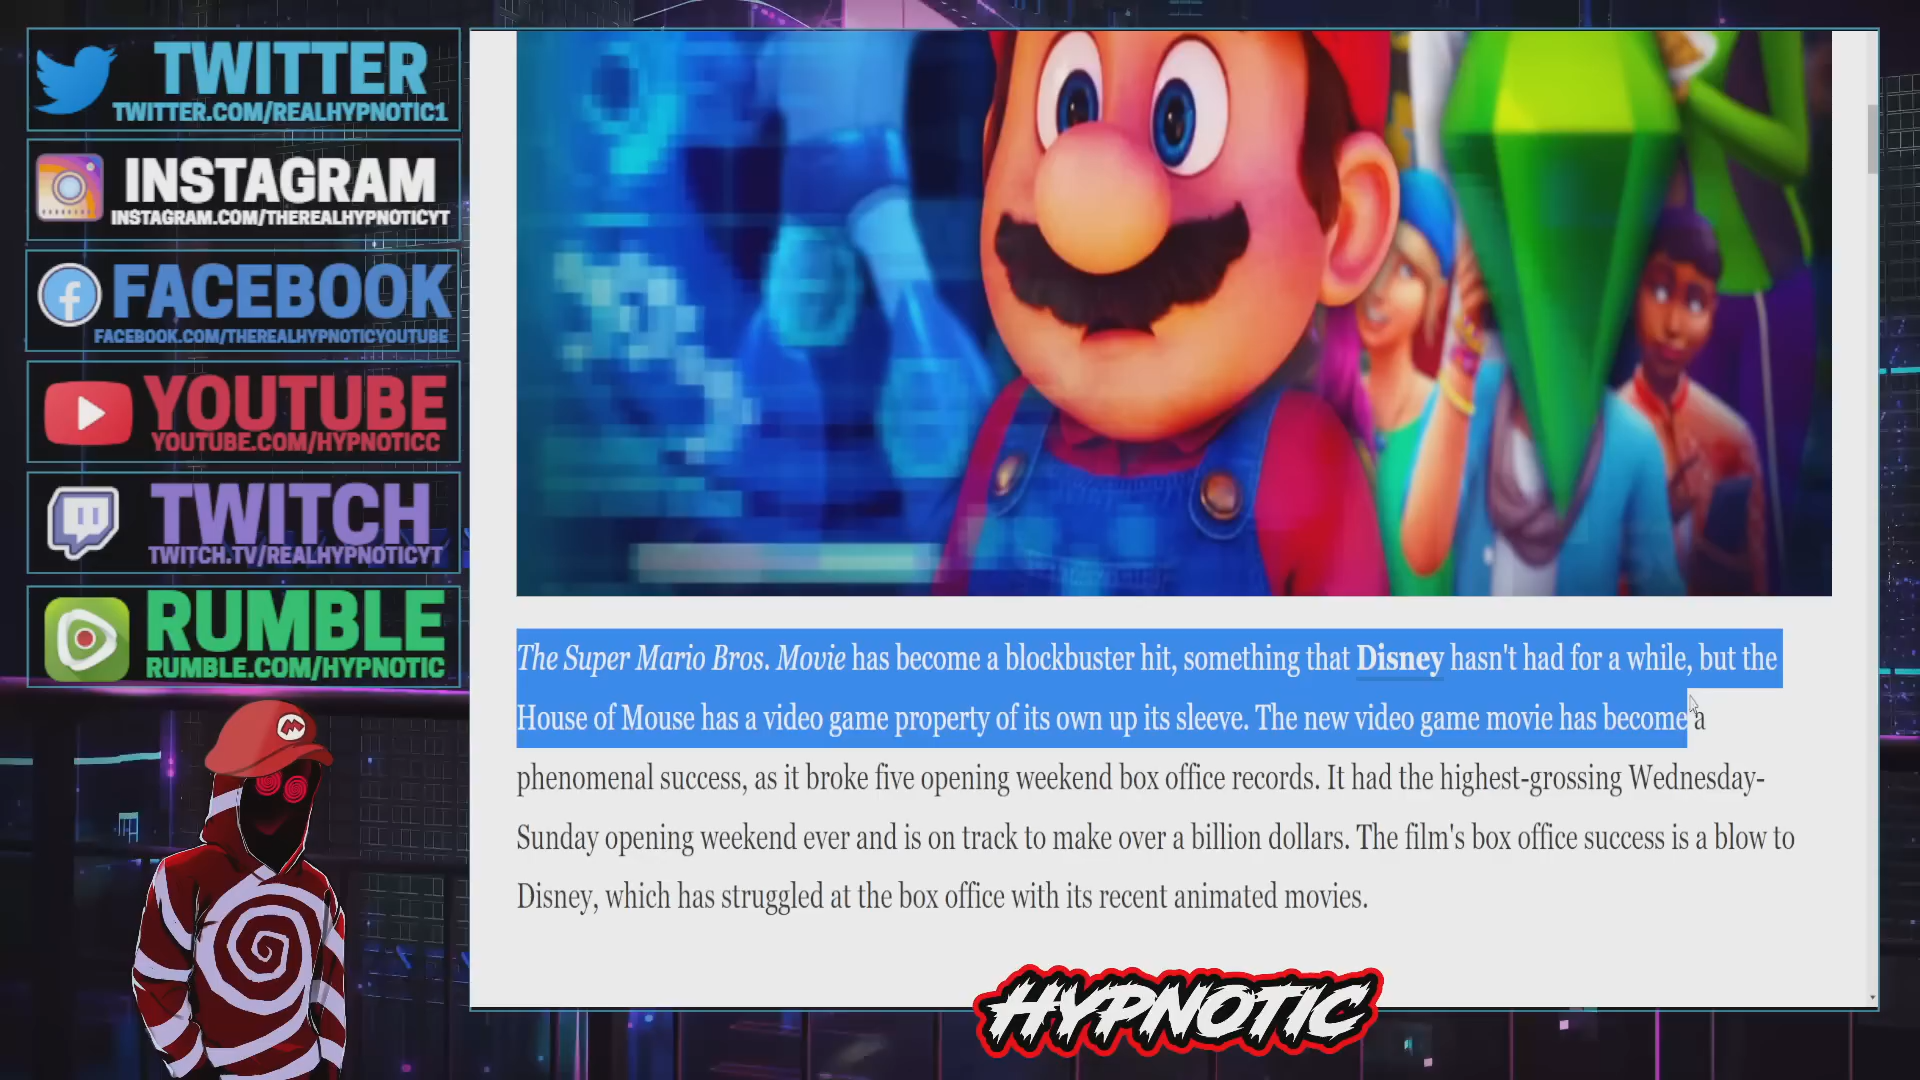 TWITTER
TWITTER.COM/REALHYPNOTIC1
INSTAGRAM
INSTAGRAM.COM/THEREALHYPNOTICYT
FACEBOOK
FACEBOOK.COM/THEREALHYPNOTICYOUTUBE
YOUTUBE
YOUTUBE.COM/HYPNOTICC
TWITCH
TWITCH.TV/REALHYPNOTICYT
RUMBLE
RUMBLE.COM/HYPNOTIC
M
The Super Mario Bros. Movie has become a blockbuster hit, something that Disney hasn't had for a while, but the
House of Mouse has a video game property of its own up its sleeve. The new video game movie has become a
phenomenal success, as it broke five opening weekend box office records. It had the highest-grossing Wednesday-
Sunday opening weekend ever and is on track to make over a billion dollars. The film's box office success is a blow to
Disney, which has struggled at the box office with its recent animated movies.
HYPNOTIC